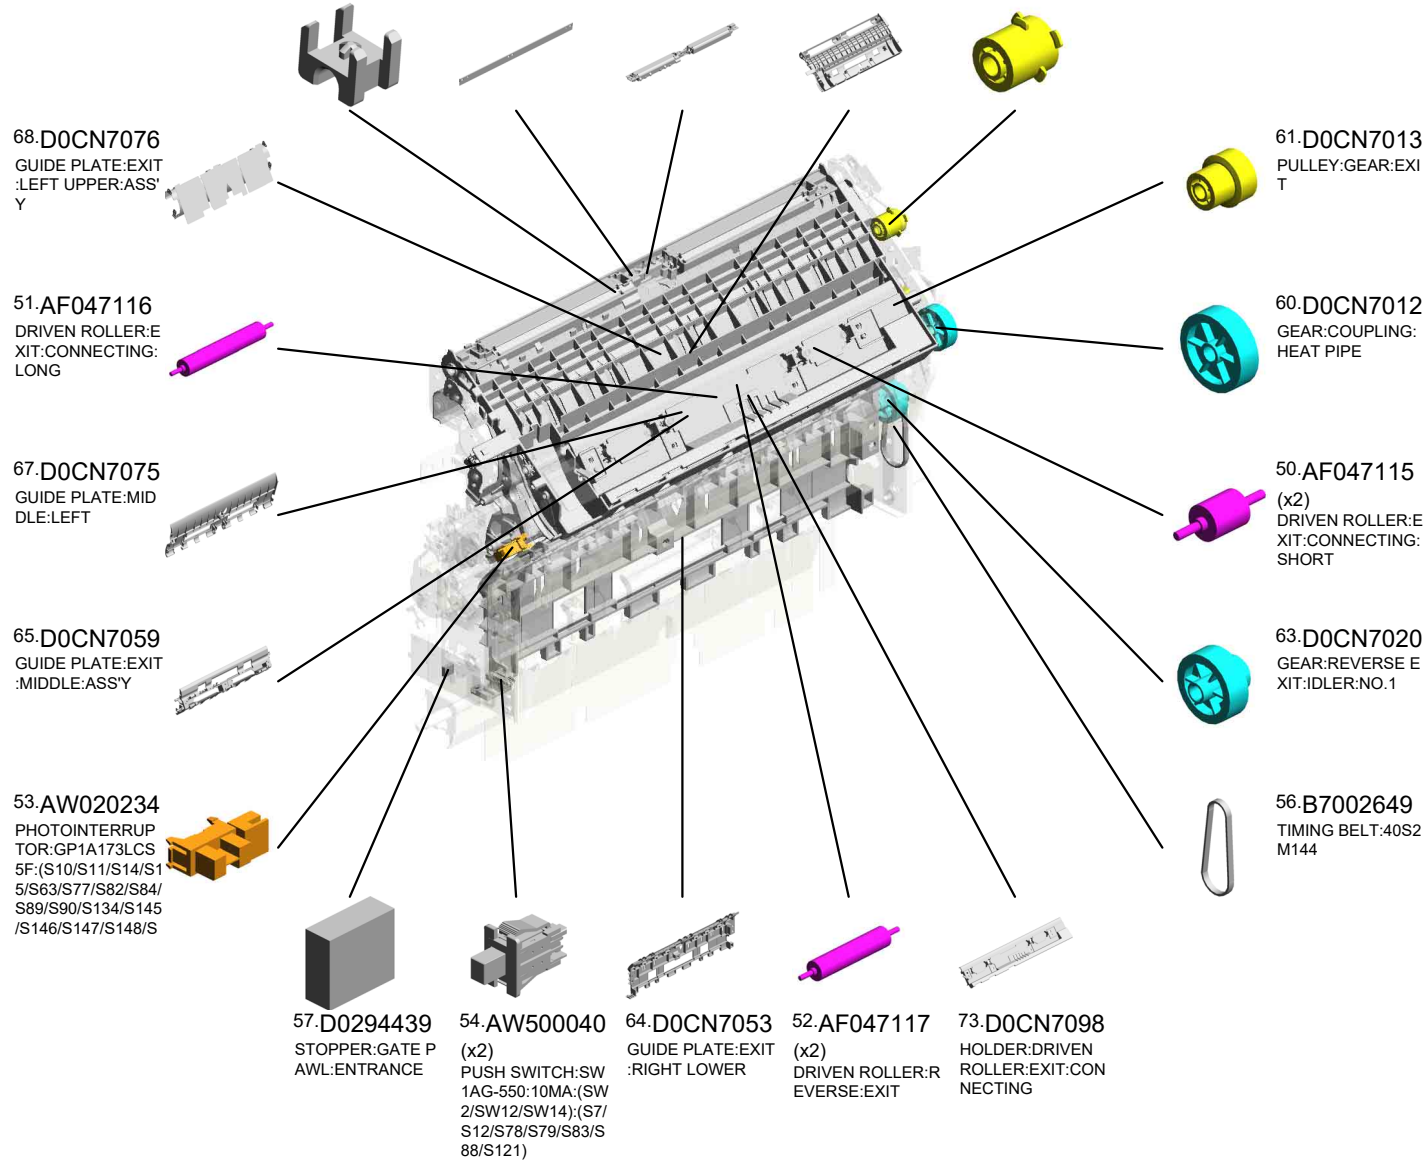 68.D0CN7076
GUIDE PLATE:EXIT
:LEFT UPPER:ASS'
Y
51.AF047116
DRIVEN ROLLER:E
XIT:CONNECTING:
LONG
67.D0CN7075
GUIDE PLATE:MID
DLE:LEFT
65.D0CN7059
GUIDE PLATE:EXIT
:MIDDLE:ASS'Y
53.AW020234
PHOTOINTERRUP
TOR:GP1A173LCS
5F:(S10/S11/S14/S1
5/S63/S77/S82/S84/
S89/S90/S134/S145
/S146/S147/S148/S
57.D0294439
STOPPER:GATE P
AWL:ENTRANCE
54.AW500040
(x2)
PUSH SWITCH:SW
1AG-550:10MA:(SW
2/SW12/SW14):(S7/
S12/S78/S79/S83/S
88/S121)
64.D0CN7053
GUIDE PLATE:EXIT
:RIGHT LOWER
52.AF047117
(x2)
DRIVEN ROLLER:R
EVERSE:EXIT
73.D0CN7098
HOLDER:DRIVEN
ROLLER:EXIT:CON
NECTING
61.D0CN7013
PULLEY:GEAR:EXI
T
60.D0CN7012
GEAR:COUPLING:
HEAT PIPE
50.AF047115
(x2)
DRIVEN ROLLER:E
XIT:CONNECTING:
SHORT
63.D0CN7020
GEAR:REVERSE E
XIT:IDLER:NO.1
56.B7002649
TIMING BELT:40S2
M144